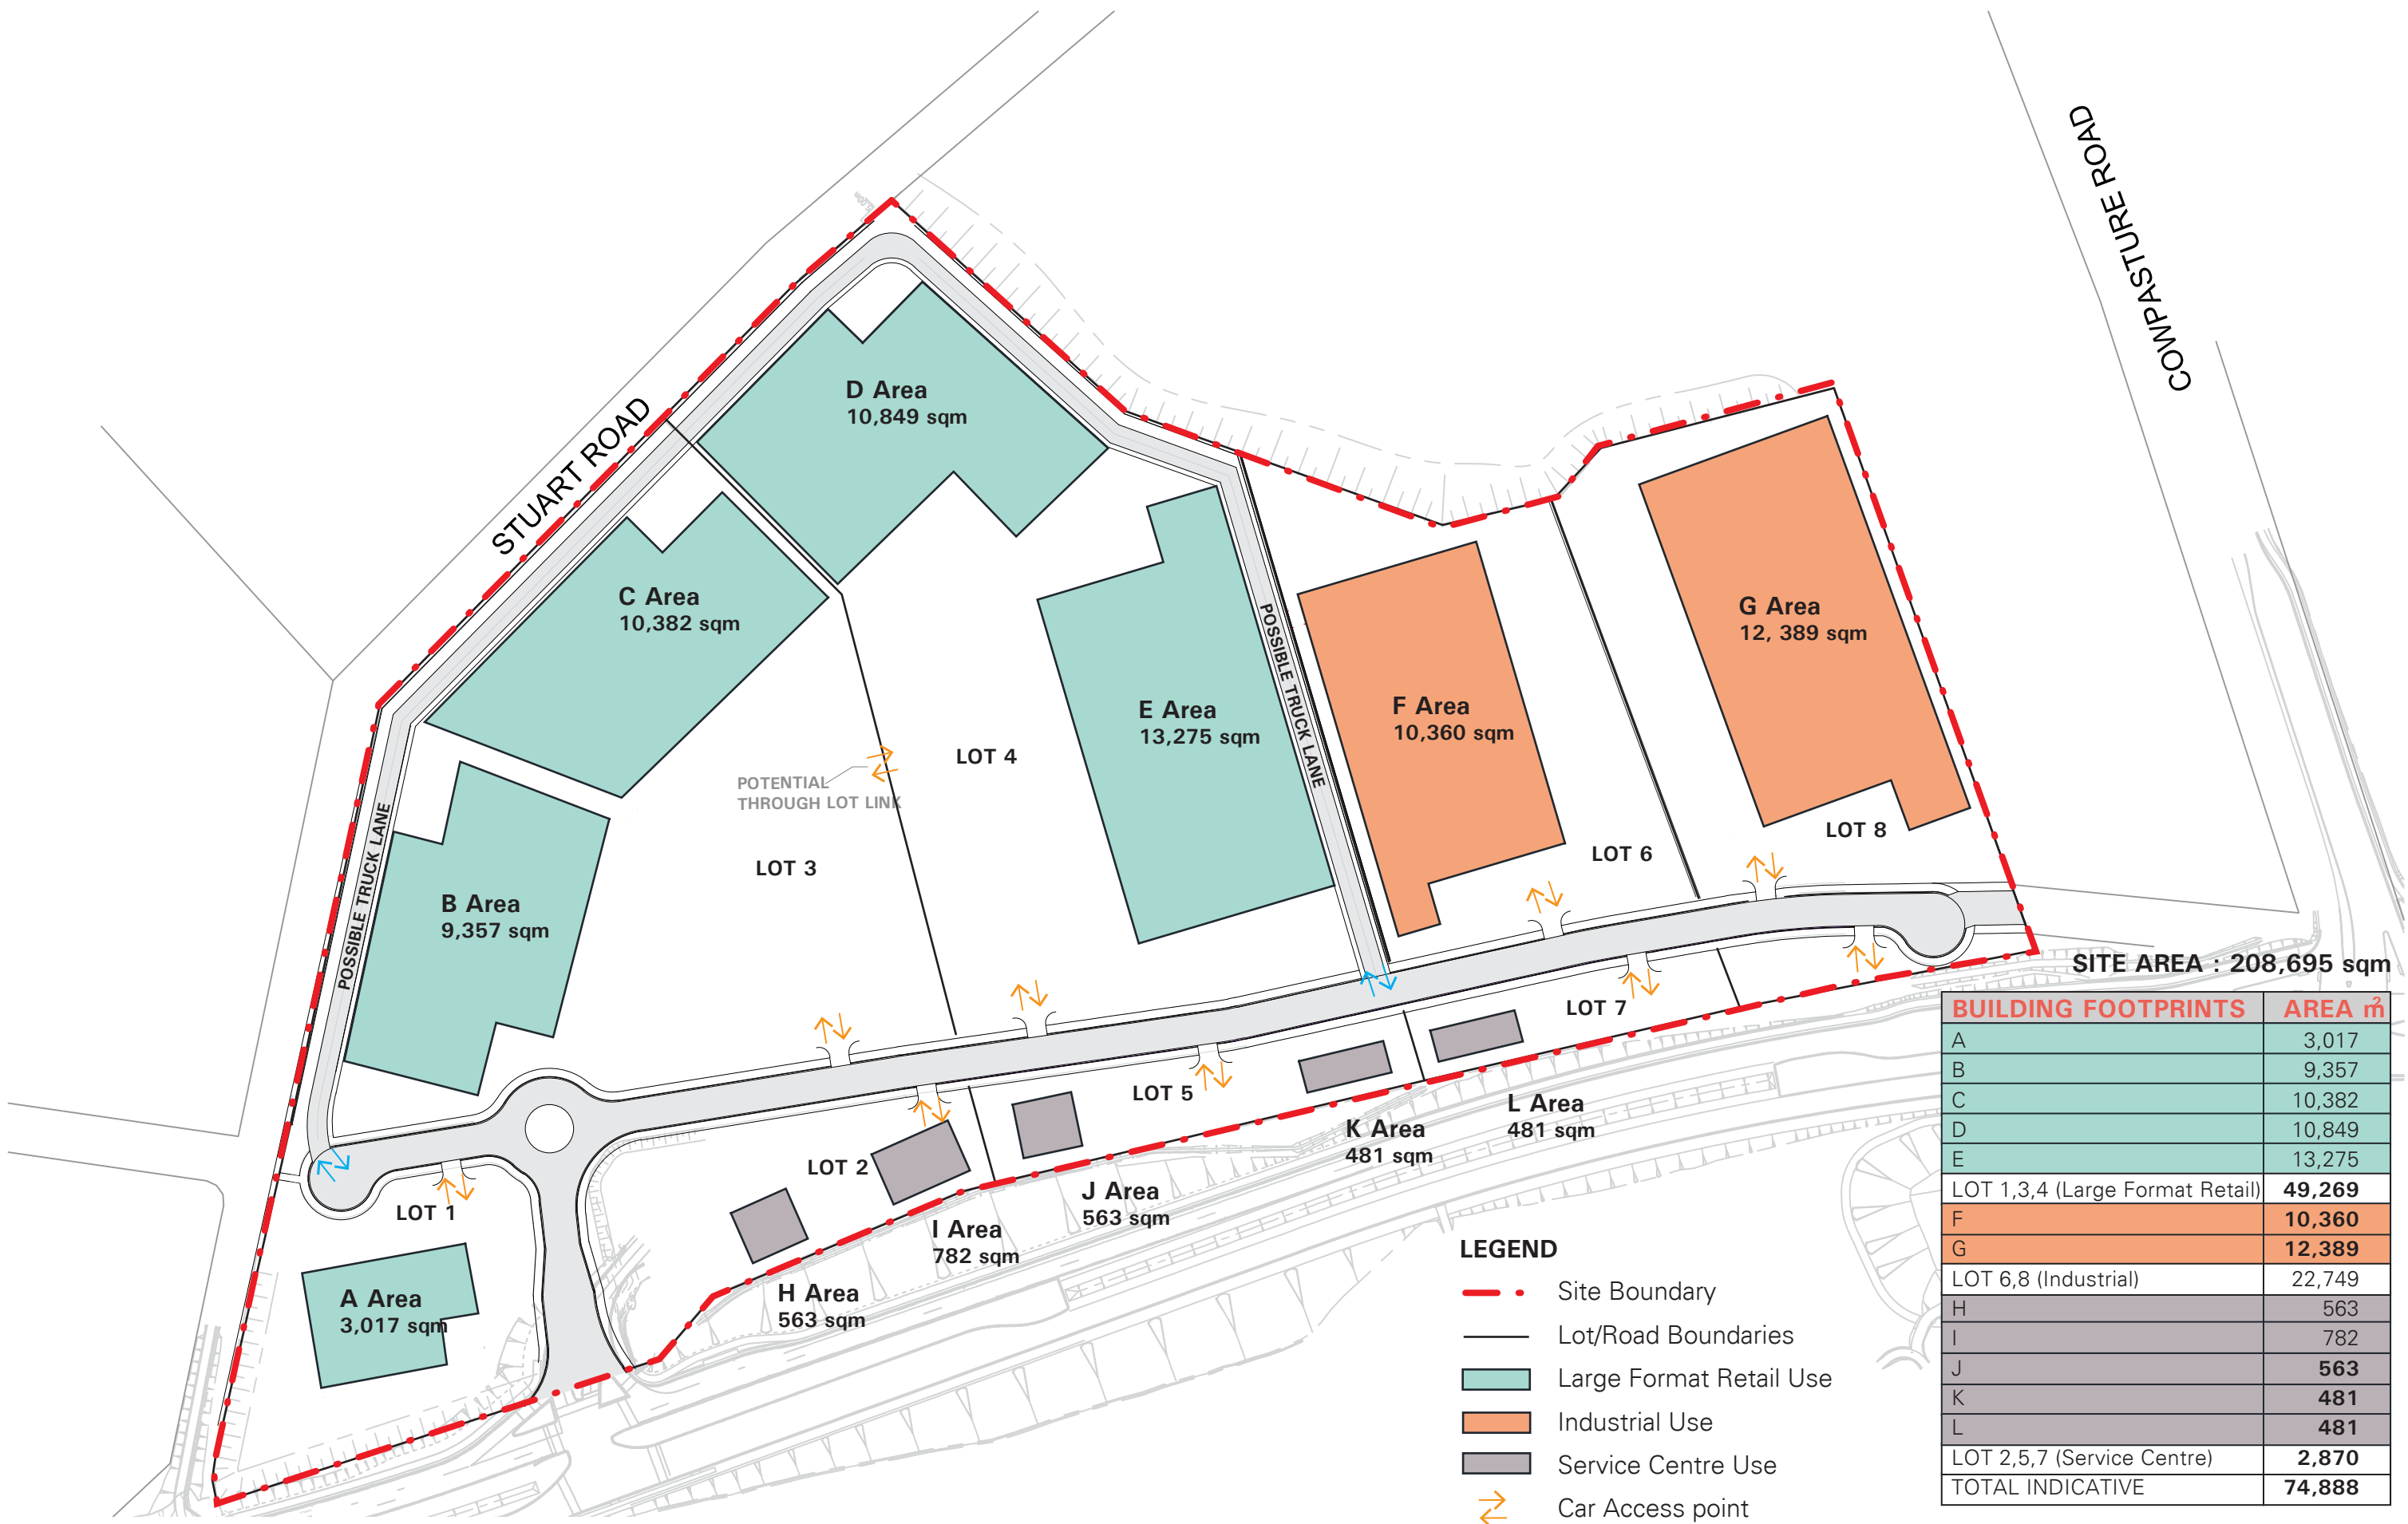 COWPASTURE ROAD
STUART ROAD
D Area
10,849 sqm
C Area
10,382 sqm
G Area
12, 389 sqm
POSSIBLE TRUCK LANE
F Area
10,360 sqm
E Area
13,275 sqm
LOT 4
POTENTIAL
THROUGH LOT LINK
LOT 3
LOT 8
LOT 6
POSSIBLE TRUCK LANE
B Area
9,357 sqm
SITE AREA : 208,695 sqm
LOT 7
LOT 5
L Area
481 sqm
K Area
481 sqm
LOT 2
J Area
563 sqm
LOT 1
I Area
782 sqm
H Area
563 sqm
A Area
3,017 sqm
LEGEND
Site Boundary
Lot/Road Boundaries
Large Format Retail Use
Industrial Use
Service Centre Use
Car Access point
BUILDING FOOTPRINTS AREA m²
A 3,017
B 9,357
C 10,382
D 10,849
E 13,275
LOT 1,3,4 (Large Format Retail) 49,269
F 10,360
G 12,389
LOT 6,8 (Industrial) 22,749
H 563
I 782
J 563
K 481
L 481
LOT 2,5,7 (Service Centre) 2,870
TOTAL INDICATIVE 74,888